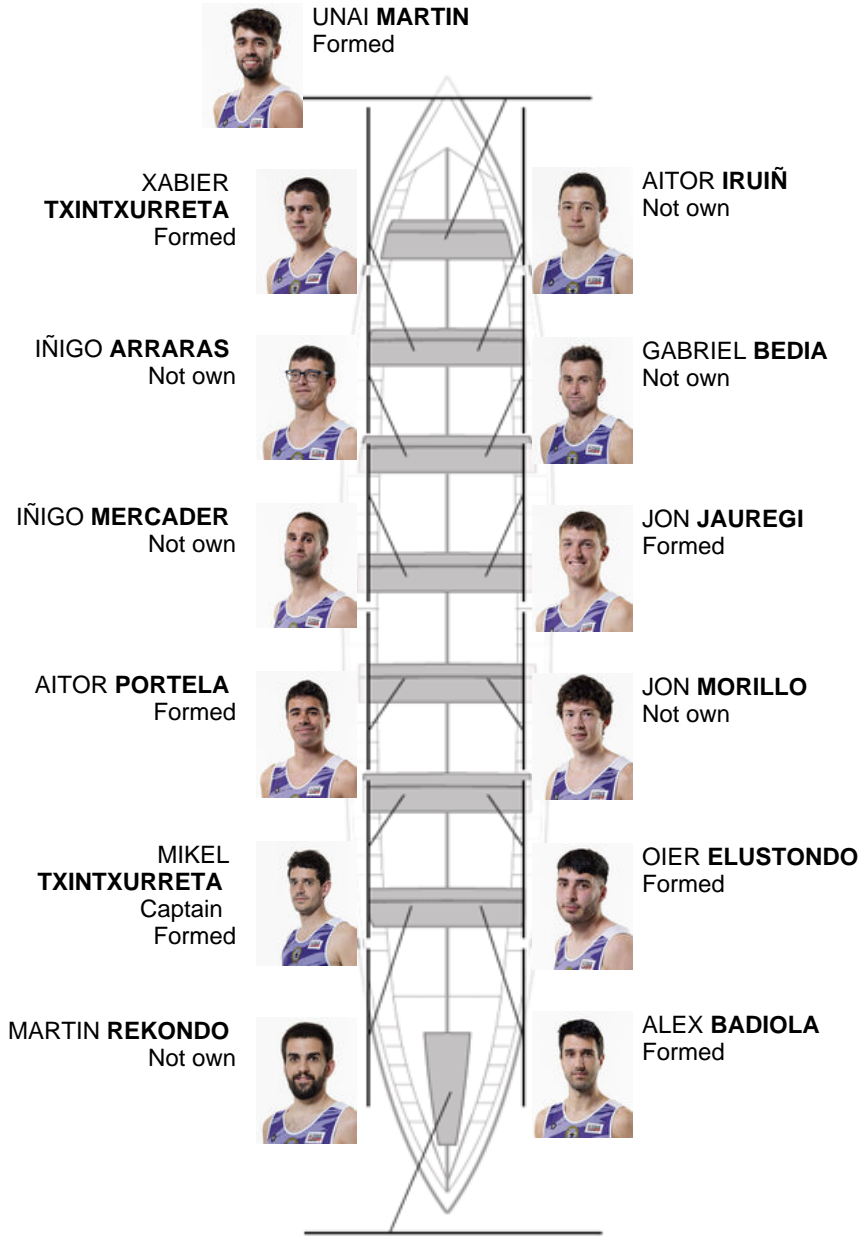 UNAI MARTIN
Formed
XABIER
TXINTXURRETA
Formed
AITOR IRUIÑ
Not own
IÑIGO ARRARAS
Not own
GABRIEL BEDIA
Not own
IÑIGO MERCADER
Not own
JON JAUREGI
Formed
AITOR PORTELA
Formed
JON MORILLO
Not own
MIKEL
TXINTXURRETA
Captain
Formed
OIER ELUSTONDO
Formed
MARTIN REKONDO
Not own
ALEX BADIOLA
Formed